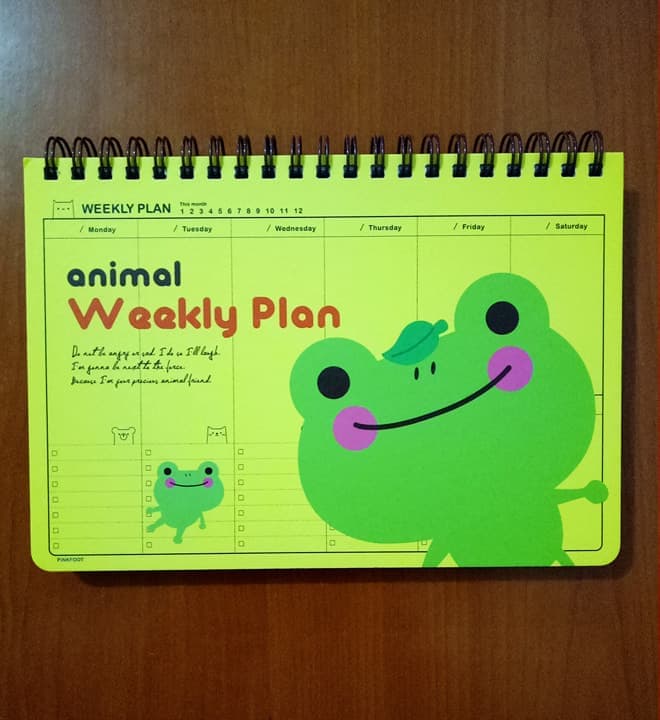 WEEKLY PLAN
This month
1 2 3 4 5 6 7 8 9 10 11 12
/ Monday / Tuesday / Wednesday / Thursday / Friday / Saturday
animal
Weekly Plan
Do not be angry or sad. I do so I'll laugh.
I'm gonna be next to the force.
Because I'm your precious animal friend
PINKFOOT